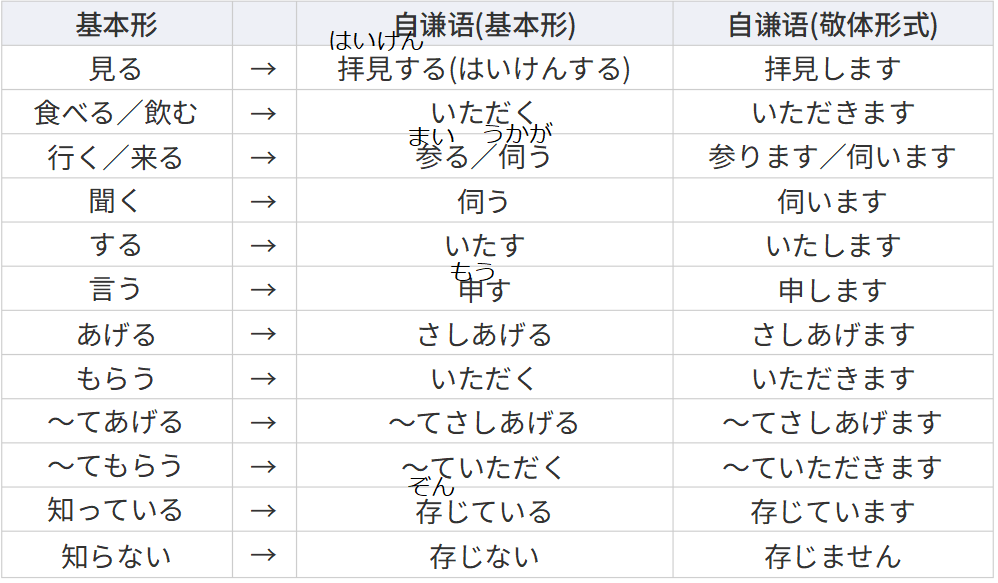 基本形 自谦语(基本形) 自谦语(敬体形式)
はいけん
見る → 拝見する(はいけんする) 拝見します
食べる／飲む → いただく いただきます
まい うかが
行く／来る → 参る／伺う 参ります／伺います
聞く → 伺う 伺います
する → いたす いたします
もう
言う → 申す 申します
あげる → さしあげる さしあげます
もらう → いただく いただきます
～てあげる → ～てさしあげる ～てさしあげます
～てもらう → ～ていただく ～ていただきます
ぞん
知っている → 存じている 存じています
知らない → 存じない 存じません